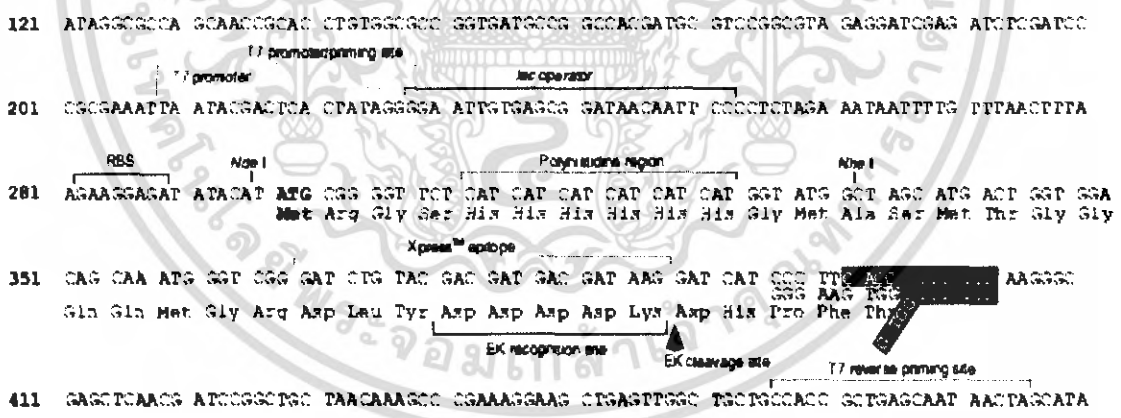 121 ATAGGCGCCA GCAACCGCAC CTGTGGCGCC GGTGATGCCG GCCACGATGC GTCCGGCGTA GAGGATCGAG ATCTCGATCC
T7 promoter/priming site
T7 promoter
lac operator
201 CGCGAAATTA ATACGACTCA CTATAGGGGA ATTGTGAGCG GATAACAATT CCCCTCTAGA AATAATTTTG TTTAACTTTA
RBS Nde I Polyhistidine region Nhe I
281 AGAAGGAGAT ATACAT ATG CGG GGT TCT CAT CAT CAT CAT CAT CAT GGT ATG GCT AGC ATG ACT GGT GGA
Met Arg Gly Ser His His His His His His Gly Met Ala Ser Met Thr Gly Gly
Xpress™ epitope
351 CAG CAA ATG GGT CGG GAT CTG TAC GAC GAT GAC GAT AAG GAT CAT CCC TTC AAGGGC
GGG AAG TGG
Gln Gln Met Gly Arg Asp Leu Tyr Asp Asp Asp Asp Lys Asp His Pro Phe Thr
EK recognition site EK cleavage site T7 reverse priming site
411 GAGCTCAACG ATCCGGCTGC TAACAAAGCC CGAAAGGAAG CTGAGTTGGC TGCTGCCACC GCTGAGCAAT AACTAGCATA